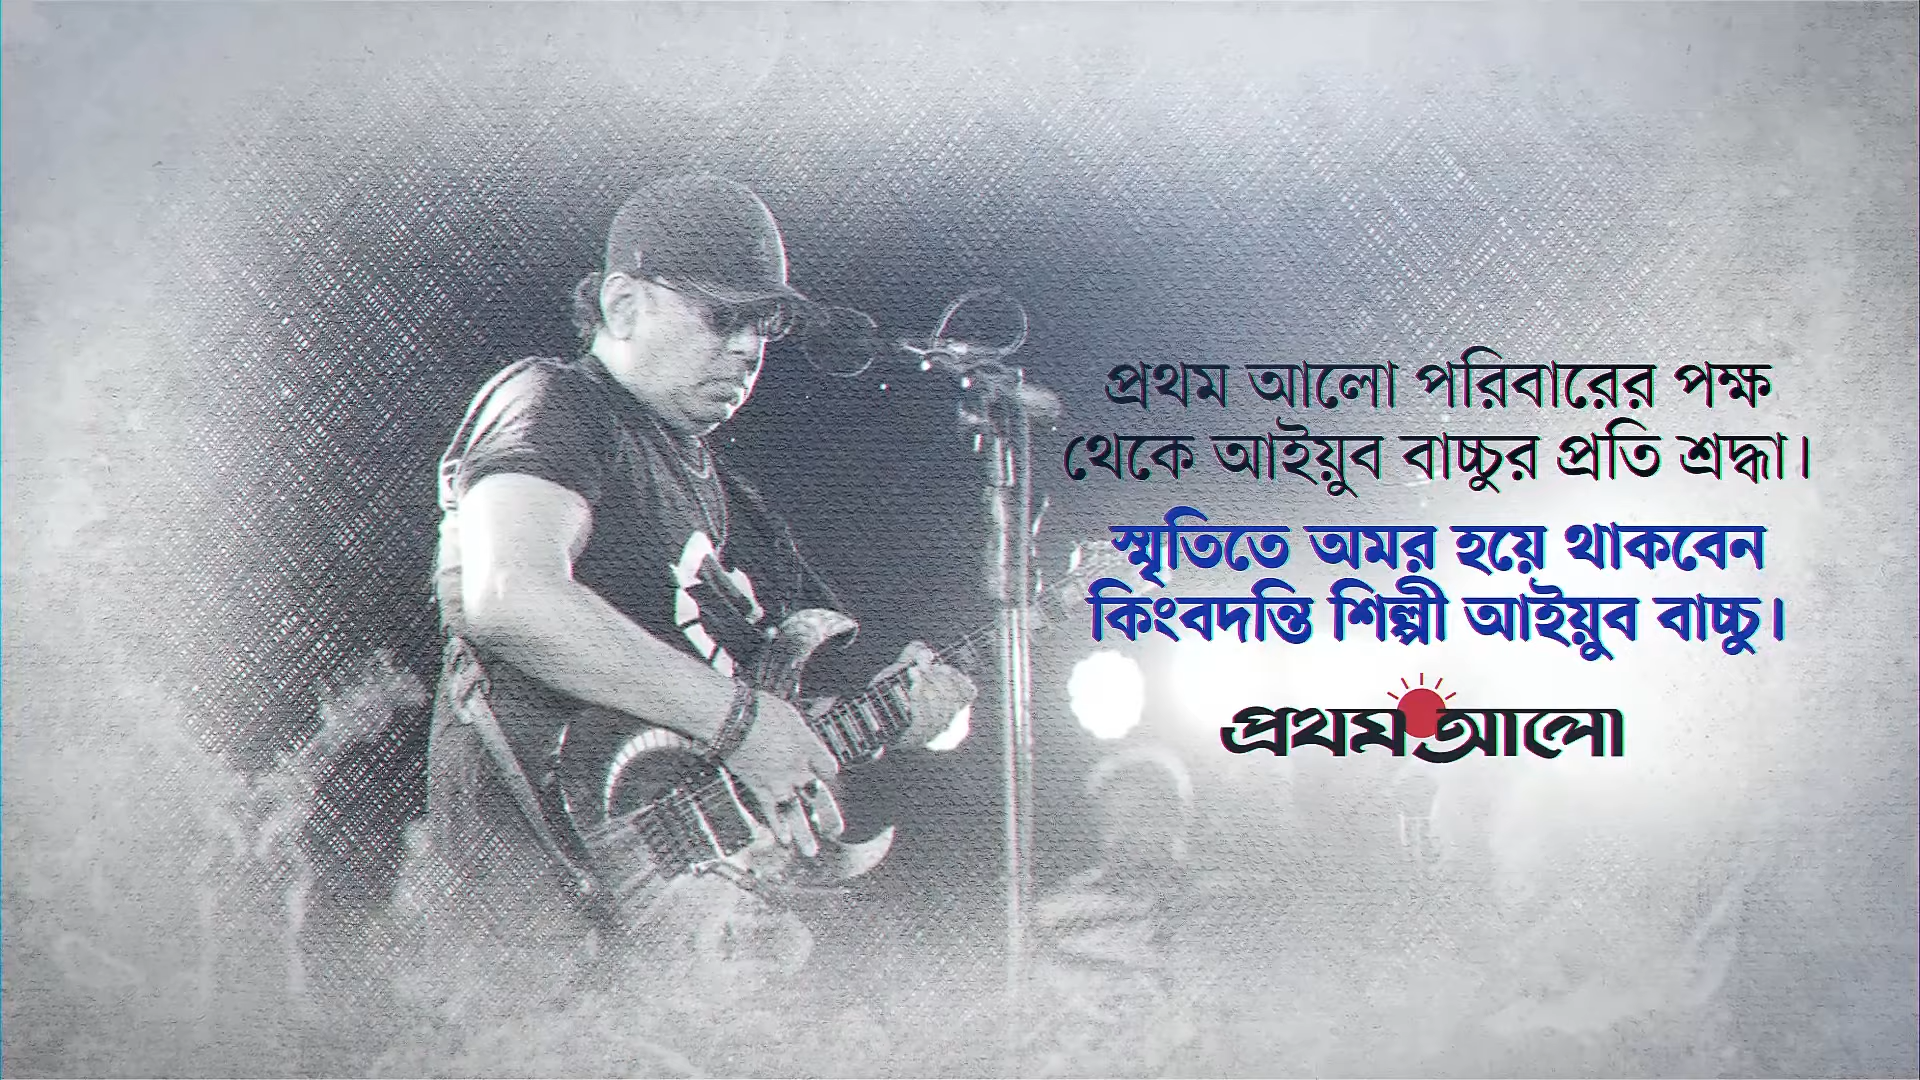 প্রথম আলো পরিবারের পক্ষ
থেকে আইয়ুব বাচ্চুর প্রতি শ্রদ্ধা।
স্মৃতিতে অমর হয়ে থাকবেন
কিংবদন্তি শিল্পী আইয়ুব বাচ্চু।
প্রথম আলো